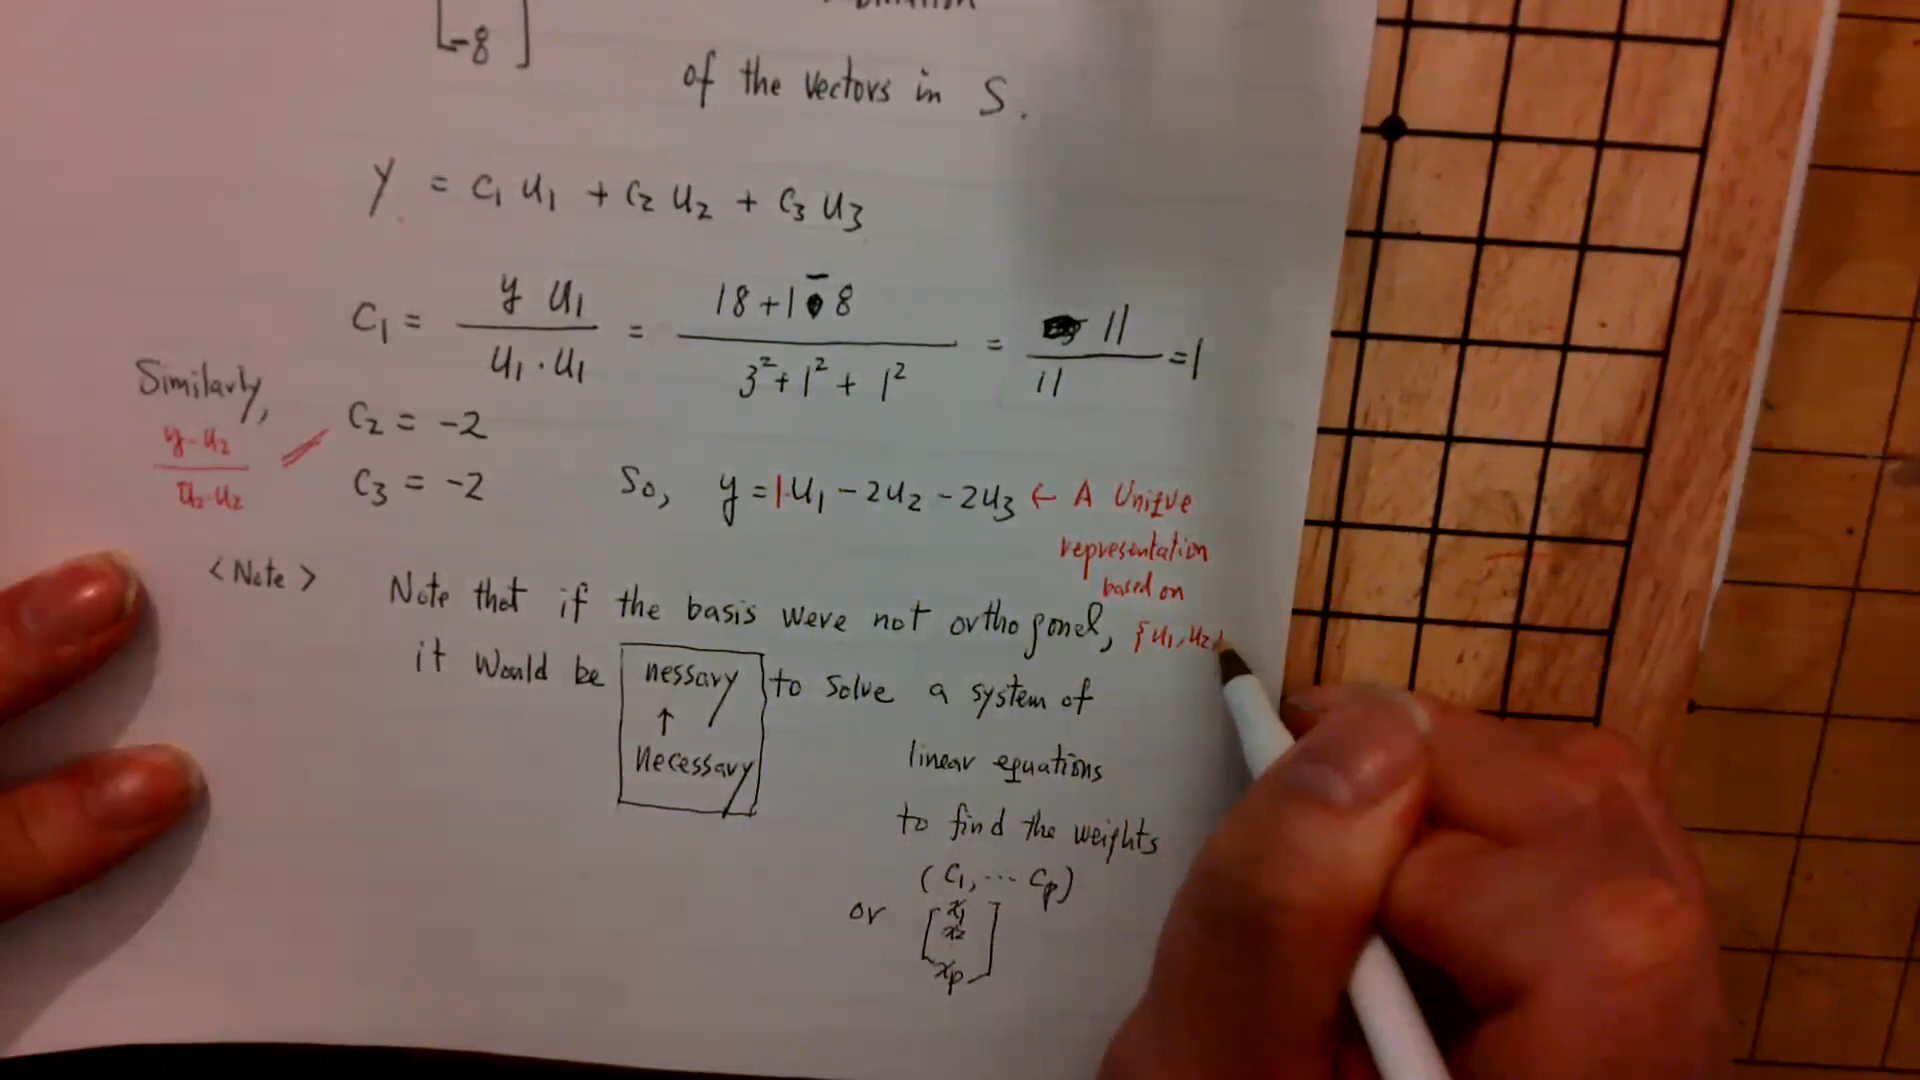 [-8]
of the vectors in S.
y = c1 u1 + c2 u2 + c3 u3
c1 = y u1 / u1 · u1 = 18 + 1 - 8 / 3² + 1² + 1² = 11 / 11 = 1
Similarly,
y · u2 / u2 · u2
c2 = -2
c3 = -2
So, y = 1 · u1 - 2u2 - 2u3 ← A Unique
representation
based on
{u1, u2,
<Note> Note that if the basis were not orthogonel,
it would be nessary to solve a system of
↑
necessary
linear equations
to find the weights
(c1, ... cp)
or [x1
x2
xp]